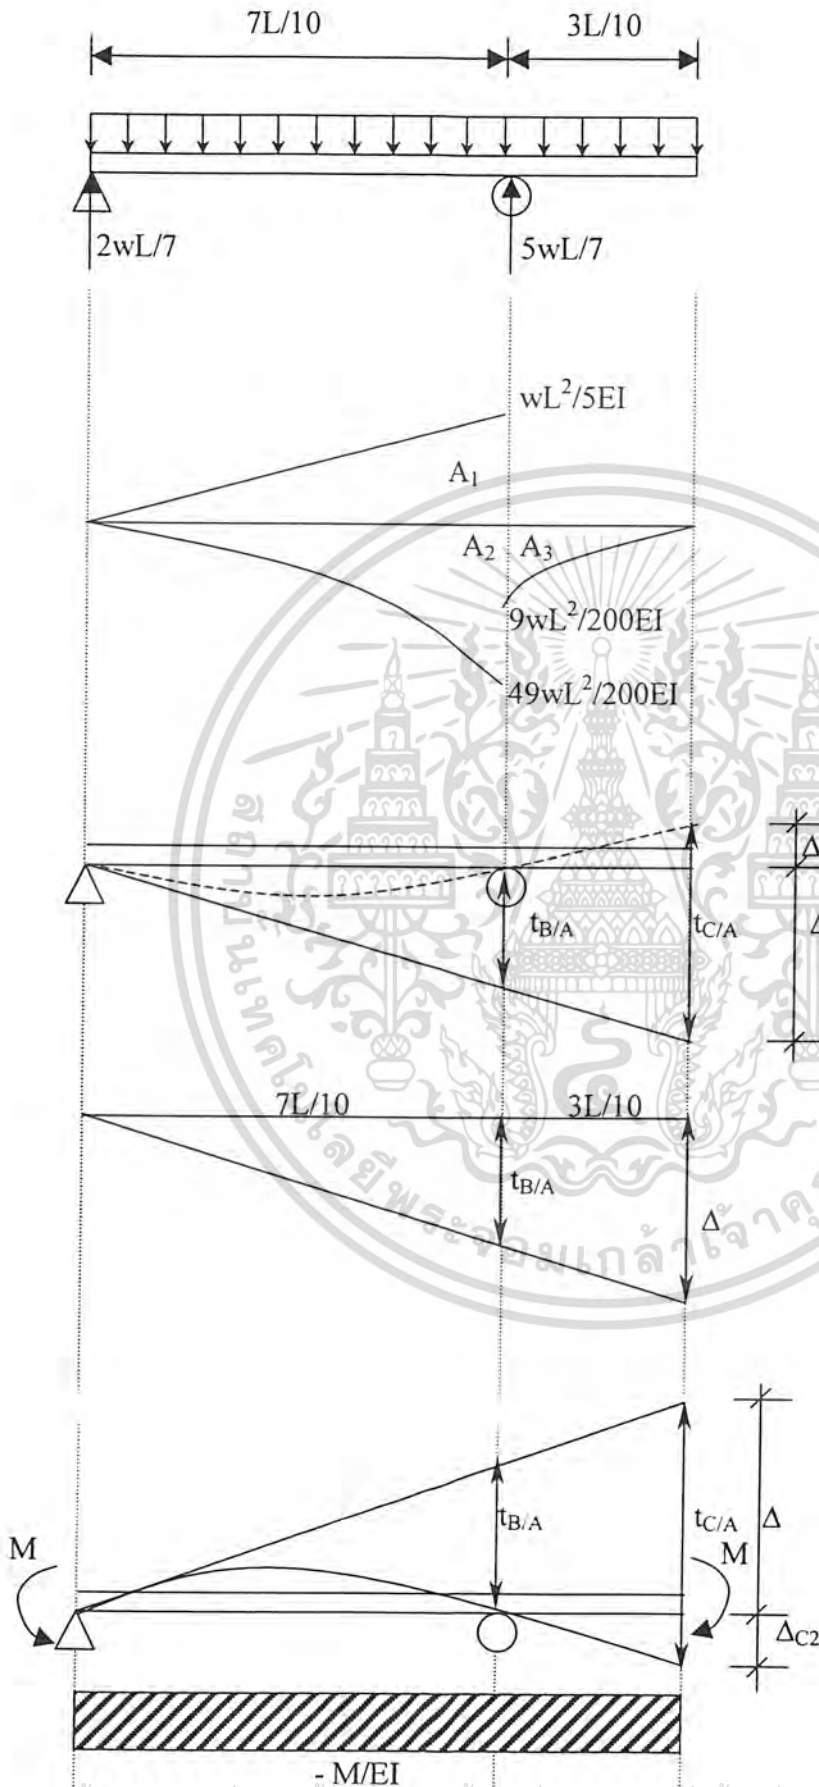 7L/10 3L/10
2wL/7 5wL/7
wL²/5EI
A₁
A₂ A₃
9wL²/200EI
49wL²/200EI
Δ
t_B/A t_C/A Δ
7L/10 3L/10
t_B/A
Δ
t_B/A t_C/A Δ
M M
Δ_C2
- M/EI